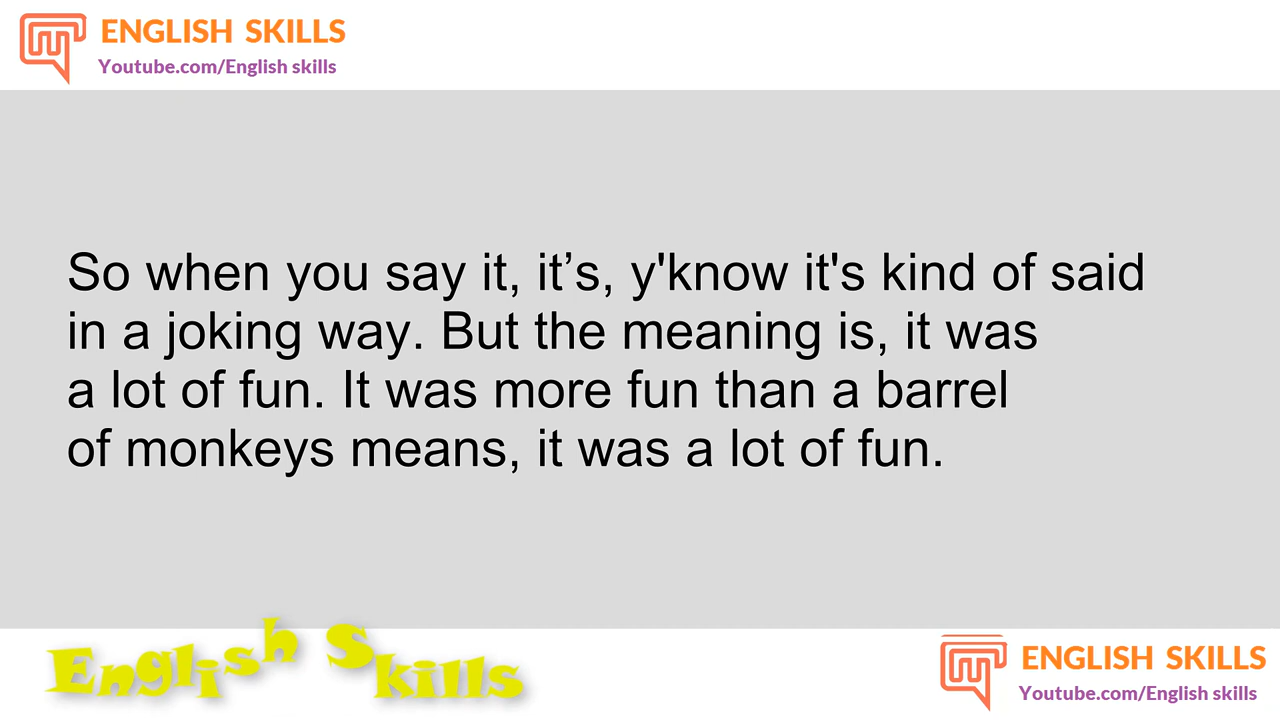 ENGLISH SKILLS
Youtube.com/English skills
So when you say it, it’s, y'know it's kind of said
in a joking way. But the meaning is, it was
a lot of fun. It was more fun than a barrel
of monkeys means, it was a lot of fun.
English Skills
ENGLISH SKILLS
Youtube.com/English skills